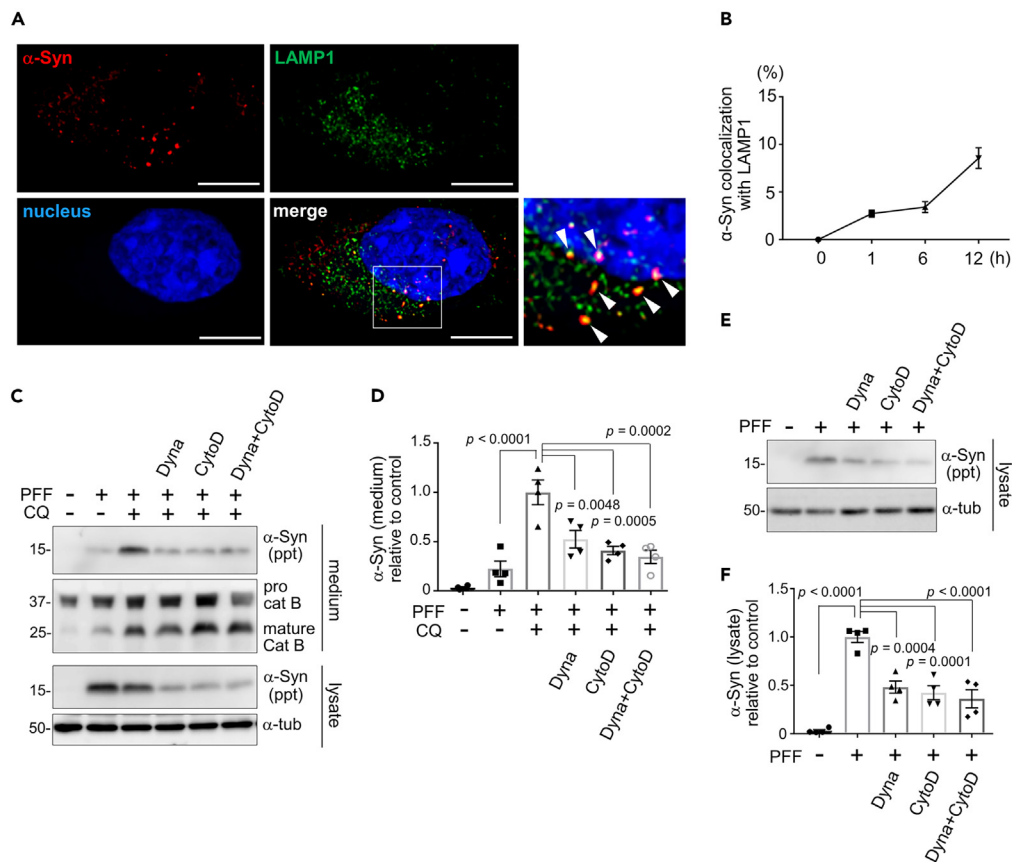 A
α-Syn
LAMP1
nucleus
merge
B
(%)
15
10
5
0
α-Syn colocalization
with LAMP1
0 1 6 12 (h)
C
Dyna
CytoD
Dyna+CytoD
PFF - + + + + +
CQ - - + + + +
15-
α-Syn
(ppt)
37-
pro
cat B
25-
mature
Cat B
medium
15-
α-Syn
(ppt)
50-
α-tub
lysate
D
p = 0.0002
p < 0.0001
p = 0.0048
p = 0.0005
1.5
1.0
0.5
0
α-Syn (medium)
relative to control
PFF - + + + + +
CQ - - + + + +
Dyna
CytoD
Dyna+CytoD
E
Dyna
CytoD
Dyna+CytoD
PFF - + + + +
15-
α-Syn
(ppt)
50-
α-tub
lysate
F
p < 0.0001
p < 0.0001
p = 0.0004
p = 0.0001
1.5
1.0
0.5
0
α-Syn (lysate)
relative to control
PFF - + + + +
Dyna
CytoD
Dyna+CytoD